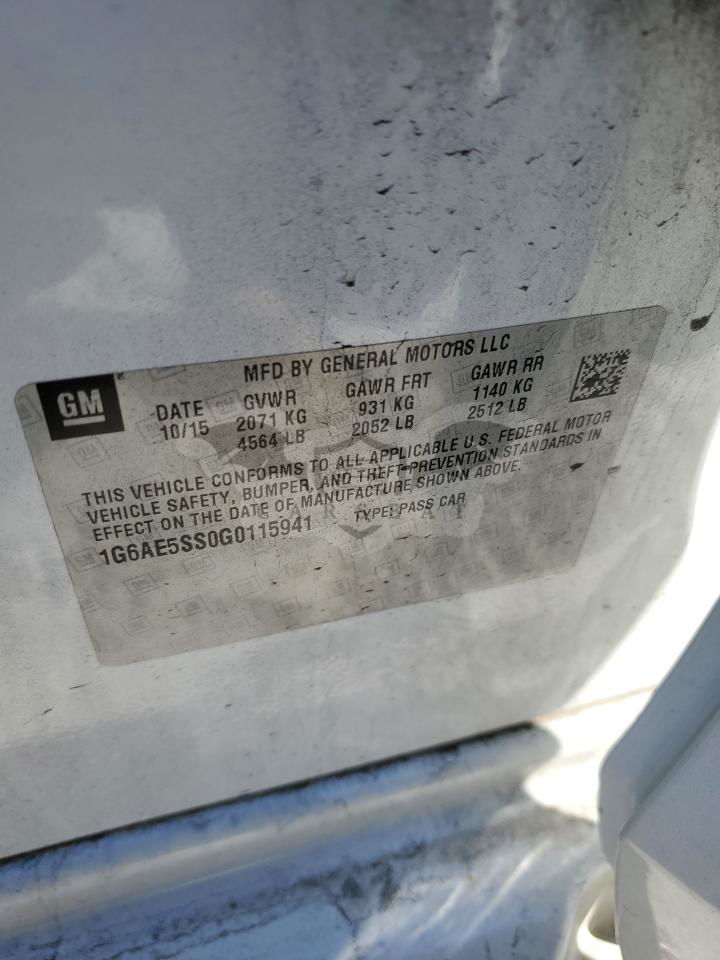 GM
MFD BY GENERAL MOTORS LLC
DATE GVWR GAWR FRT GAWR RR
10/15 2071 KG 931 KG 1140 KG
4564 LB 2052 LB 2512 LB
THIS VEHICLE CONFORMS TO ALL APPLICABLE U.S. FEDERAL MOTOR
VEHICLE SAFETY, BUMPER, AND THEFT PREVENTION STANDARDS IN
EFFECT ON THE DATE OF MANUFACTURE SHOWN ABOVE.
1G6AE5SS0G0115941 TYPE: PASS CAR